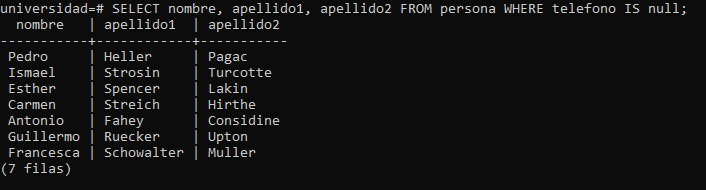 universidad=# SELECT nombre, apellido1, apellido2 FROM persona WHERE telefono IS null;
  nombre   | apellido1  | apellido2
-----------+------------+-----------
 Pedro     | Heller     | Pagac
 Ismael    | Strosin    | Turcotte
 Esther    | Spencer    | Lakin
 Carmen    | Streich    | Hirthe
 Antonio   | Fahey      | Considine
 Guillermo | Ruecker    | Upton
 Francesca | Schowalter | Muller
(7 filas)